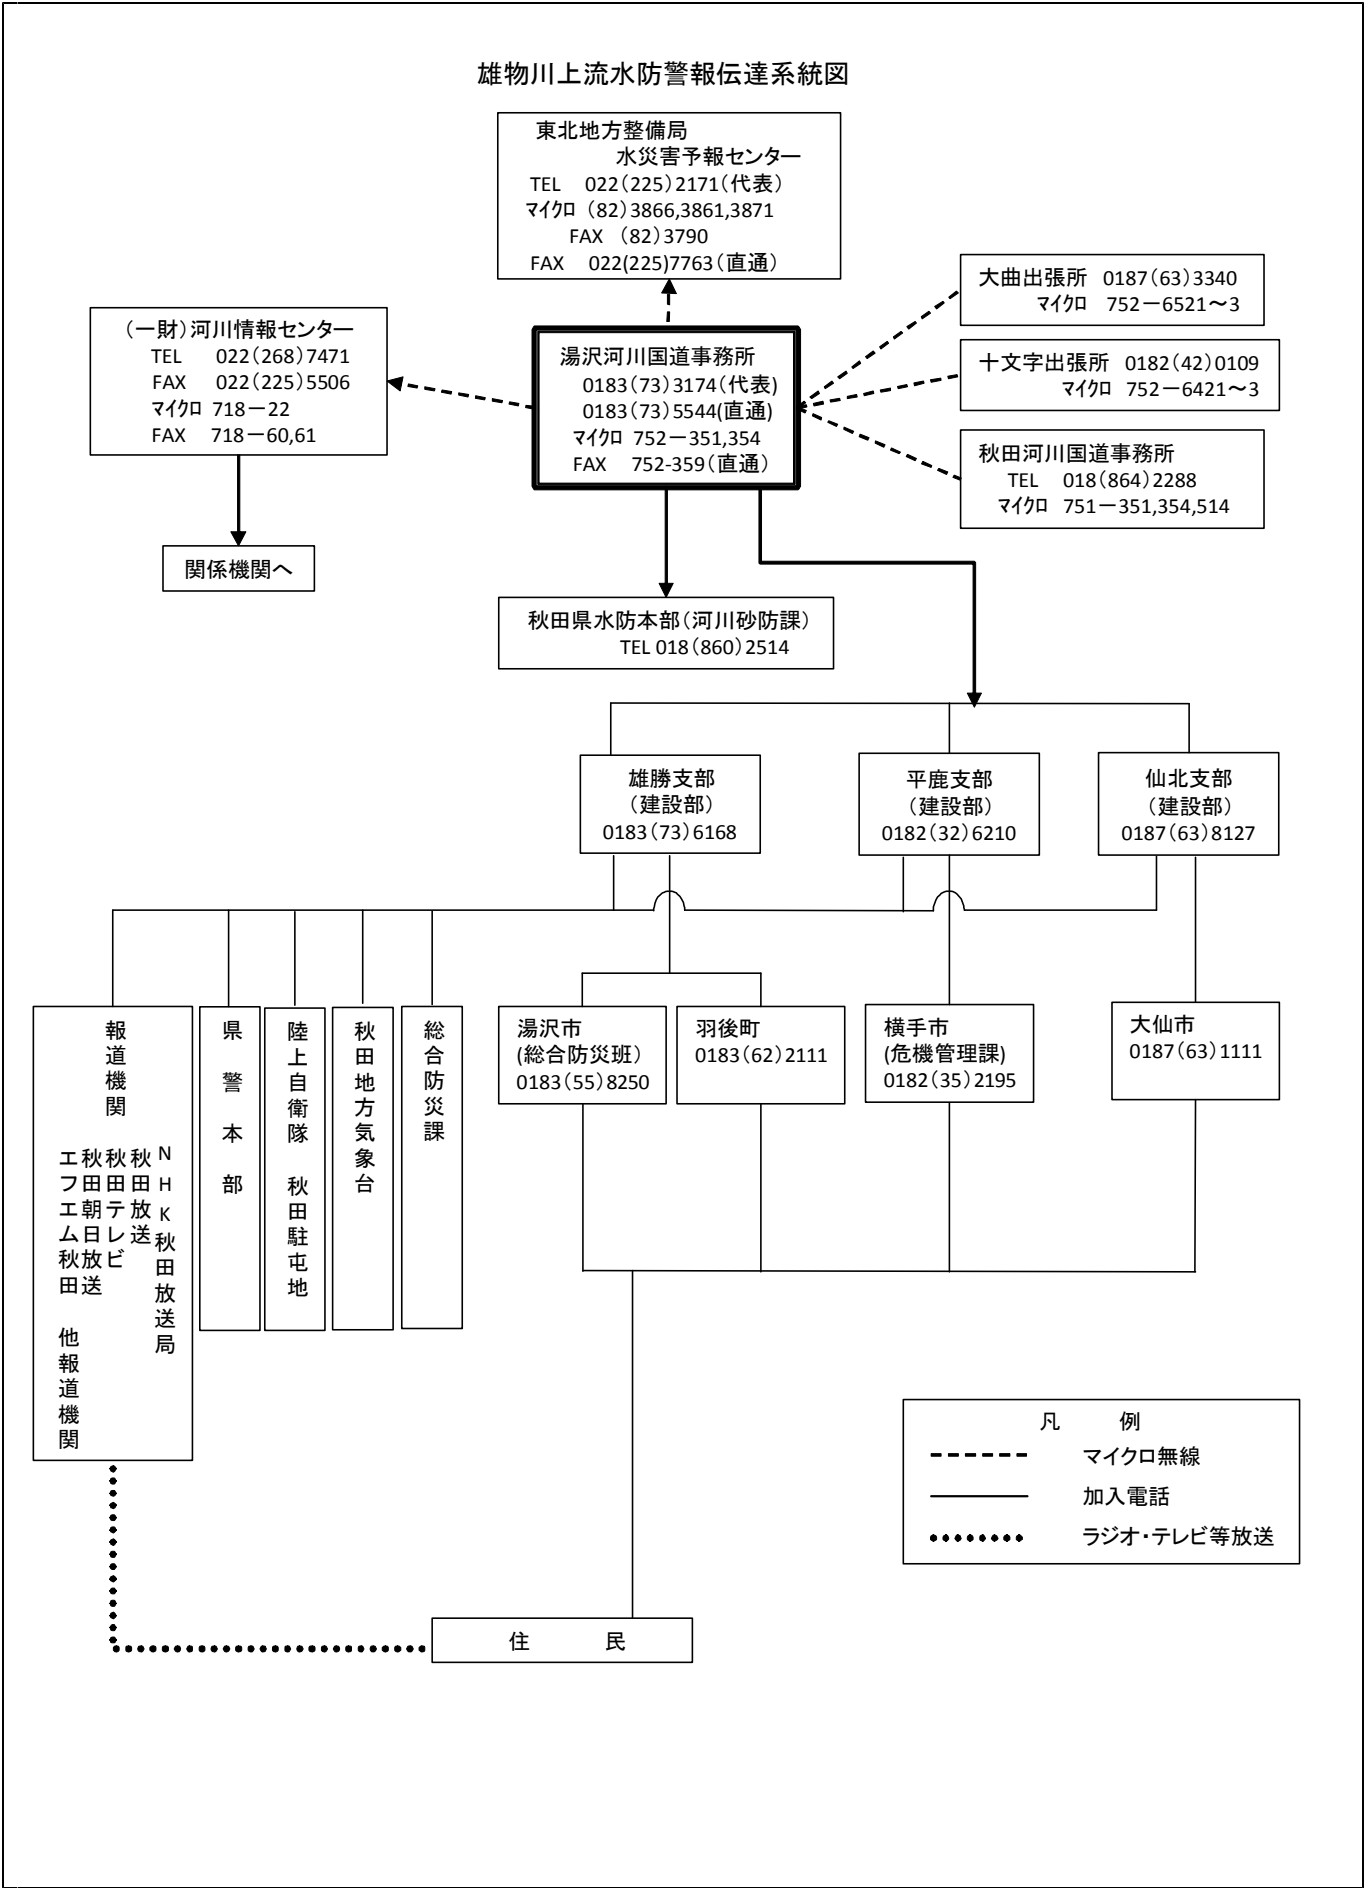 雄物川上流水防警報伝達系統図
東北地方整備局
水災害予報センター
TEL 022(225)2171(代表)
マイクロ (82)3866,3861,3871
FAX (82)3790
FAX 022(225)7763(直通)
(一財)河川情報センター
TEL 022(268)7471
FAX 022(225)5506
マイクロ 718－22
FAX 718－60,61
湯沢河川国道事務所
0183(73)3174(代表)
0183(73)5544(直通)
マイクロ 752－351,354
FAX 752-359(直通)
大曲出張所 0187(63)3340
マイクロ 752－6521～3
十文字出張所 0182(42)0109
マイクロ 752－6421～3
秋田河川国道事務所
TEL 018(864)2288
マイクロ 751－351,354,514
関係機関へ
秋田県水防本部(河川砂防課)
TEL 018(860)2514
雄勝支部
(建設部)
0183(73)6168
平鹿支部
(建設部)
0182(32)6210
仙北支部
(建設部)
0187(63)8127
報道機関
NHK秋田放送局
秋田放送
秋田テレビ
秋田朝日放送
エフエム秋田 他報道機関
県警本部
陸上自衛隊 秋田駐屯地
秋田地方気象台
総合防災課
湯沢市
(総合防災班)
0183(55)8250
羽後町
0183(62)2111
横手市
(危機管理課)
0182(35)2195
大仙市
0187(63)1111
凡 例
マイクロ無線
加入電話
ラジオ・テレビ等放送
住 民